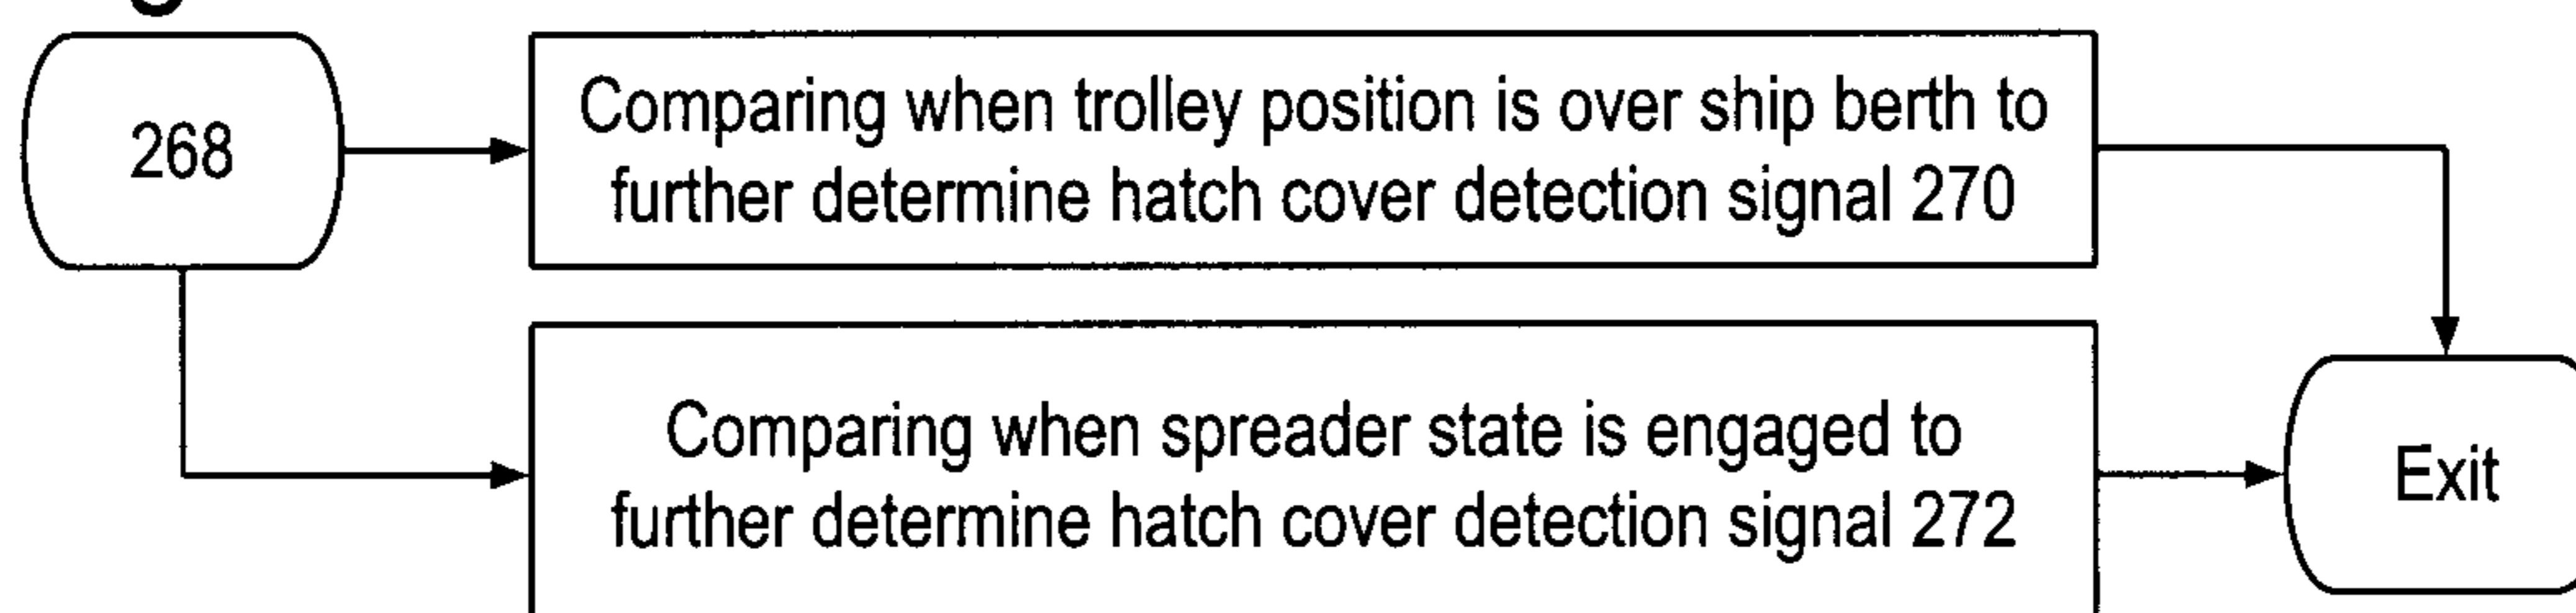 268
Comparing when trolley position is over ship berth to
further determine hatch cover detection signal 270
Comparing when spreader state is engaged to
further determine hatch cover detection signal 272
Exit